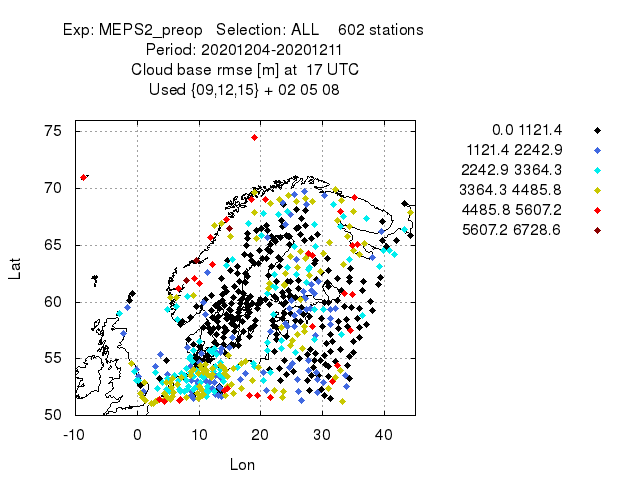 Exp: MEPS2_preop   Selection: ALL    602 stations
Period: 20201204-20201211
Cloud base rmse [m] at  17 UTC
Used {09,12,15} + 02 05 08
0.0 1121.4
1121.4 2242.9
2242.9 3364.3
3364.3 4485.8
4485.8 5607.2
5607.2 6728.6
75
70
65
60
55
50
Lat
-10 0 10 20 30 40
Lon